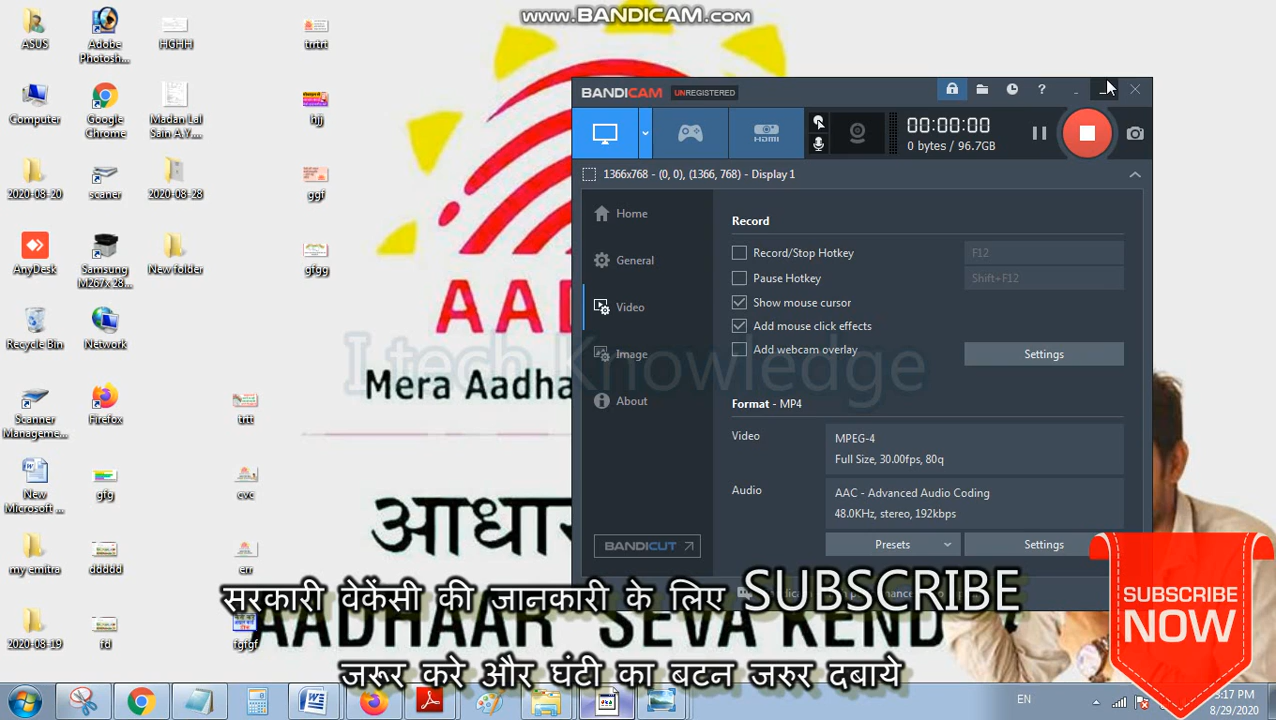 www.BANDICAM.com
ASUS
Adobe
Photosh...
HGHH
trtrt
Computer
Google
Chrome
Madan Lal
Sain A.Y....
hjj
2020-08-20
scaner
2020-08-28
ggf
AnyDesk
Samsung
M267x 28...
New folder
gfgg
Recycle Bin
Network
Scanner
Manageme...
Firefox
trtt
New
Microsoft ...
gfg
cvc
my emitra
ddddd
err
2020-08-19
fd
fgfgf
BANDICAM UNREGISTERED
HDMI
00:00:00
0 bytes / 96.7GB
1366x768 - (0, 0), (1366, 768) - Display 1
Home
General
Video
Image
About
BANDICUT
Record
Record/Stop Hotkey
F12
Pause Hotkey
Shift+F12
Show mouse cursor
Add mouse click effects
Add webcam overlay
Settings
Format - MP4
Video
MPEG-4
Full Size, 30.00fps, 80q
Audio
AAC - Advanced Audio Coding
48.0KHz, stereo, 192kbps
Presets
Settings
I tech Knowledge
AAD
Mera Aadha
आधा
AADHAAR SEVA KEND
सरकारी वेकेंसी की जानकारी के लिए SUBSCRIBE
जरूर करे और घंटी का बटन जरुर दबाये
SUBSCRIBE
NOW
EN
:17 PM
8/29/2020